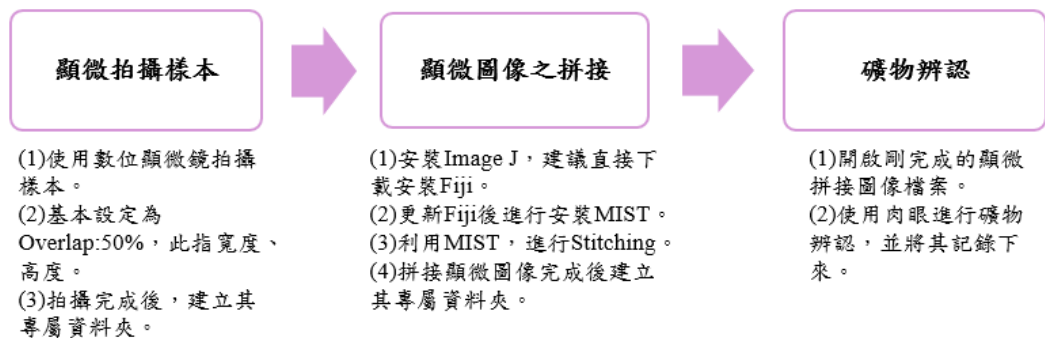 顯微拍攝樣本
(1)使用數位顯微鏡拍攝
樣本。
(2)基本設定為
Overlap:50%，此指寬度、
高度。
(3)拍攝完成後，建立其
專屬資料夾。
顯微圖像之拼接
(1)安裝Image J，建議直接下
載安裝Fiji。
(2)更新Fiji後進行安裝MIST。
(3)利用MIST，進行Stitching。
(4)拼接顯微圖像完成後建立
其專屬資料夾。
礦物辨認
(1)開啟剛完成的顯微
拼接圖像檔案。
(2)使用肉眼進行礦物
辨認，並將其記錄下
來。